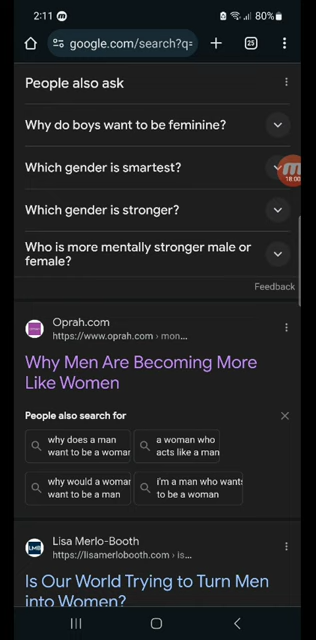 2:11
80%
google.com/search?q=
25
People also ask
Why do boys want to be feminine?
Which gender is smartest?
18:00
Which gender is stronger?
Who is more mentally stronger male or
female?
Feedback
Oprah.com
https://www.oprah.com › mon...
Why Men Are Becoming More
Like Women
People also search for
why does a man
want to be a woman
a woman who
acts like a man
why would a woman
want to be a man
i'm a man who wants
to be a woman
LMB
Lisa Merlo-Booth
https://lisamerlobooth.com › is...
Is Our World Trying to Turn Men
into Women?